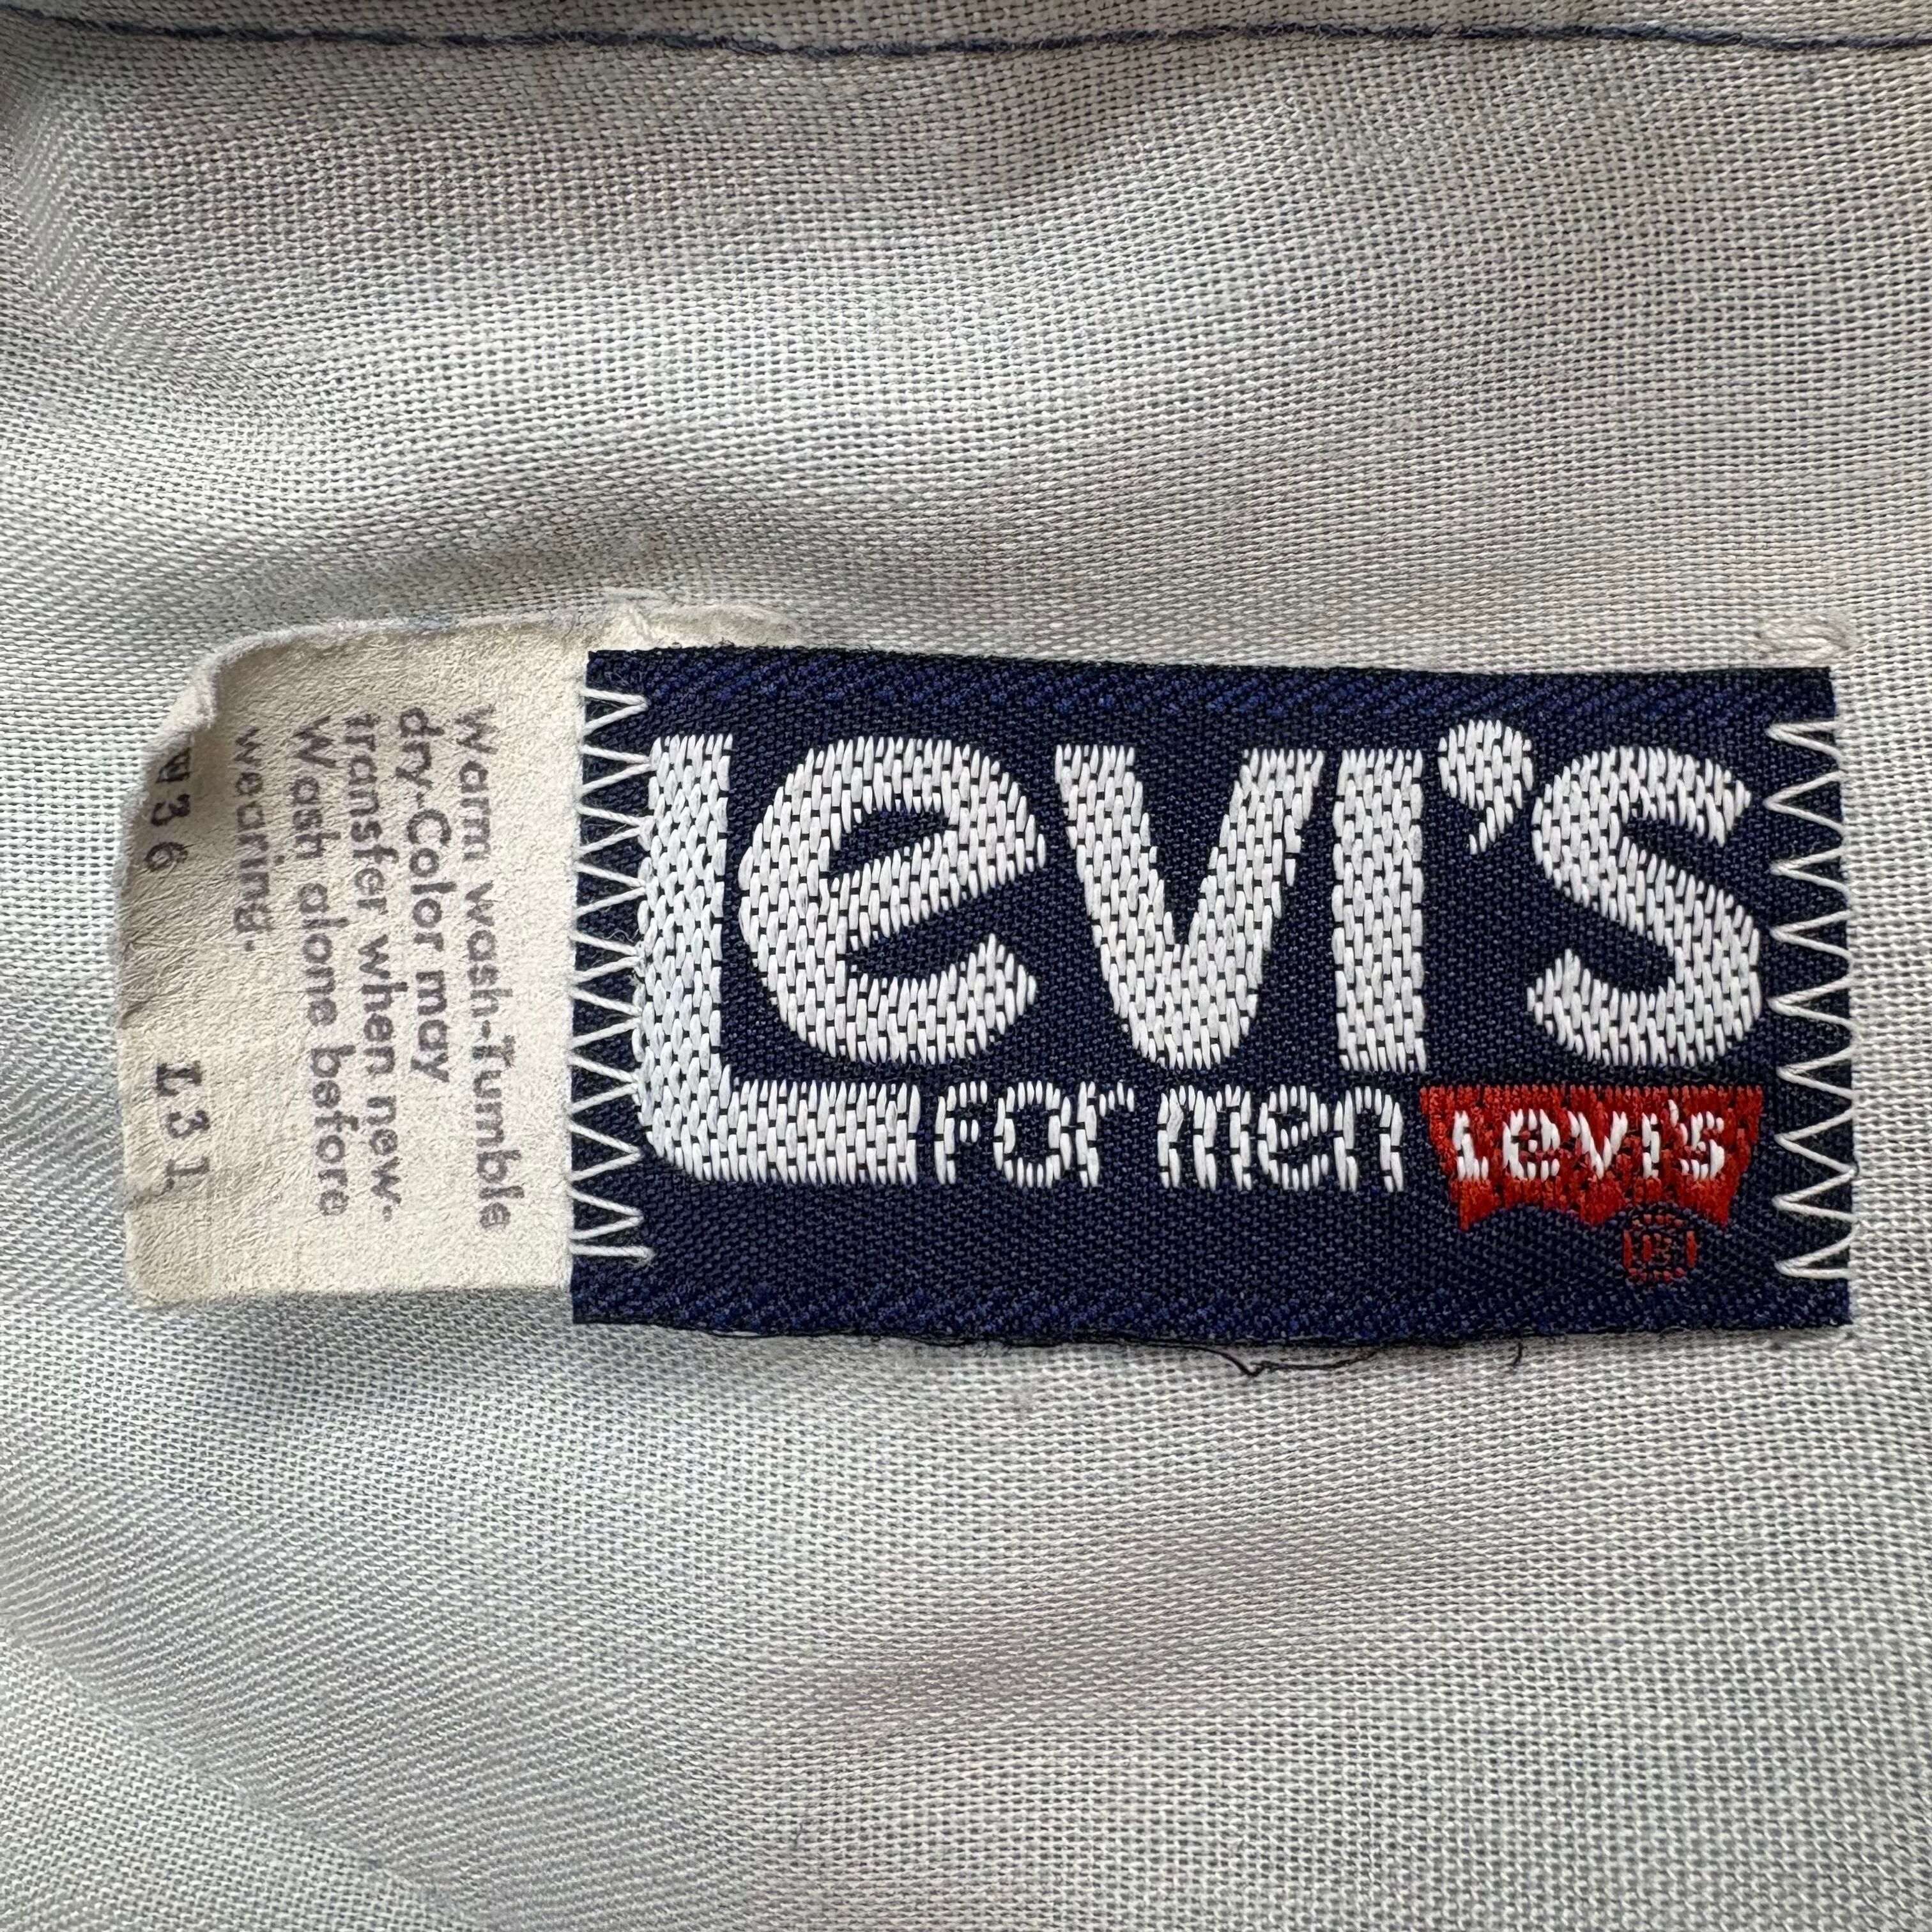 Levi's
for men
Levi's
®
Warm wash-Tumble
dry-Color may
transfer when new.
Wash alone before
wearing.
W36 L31